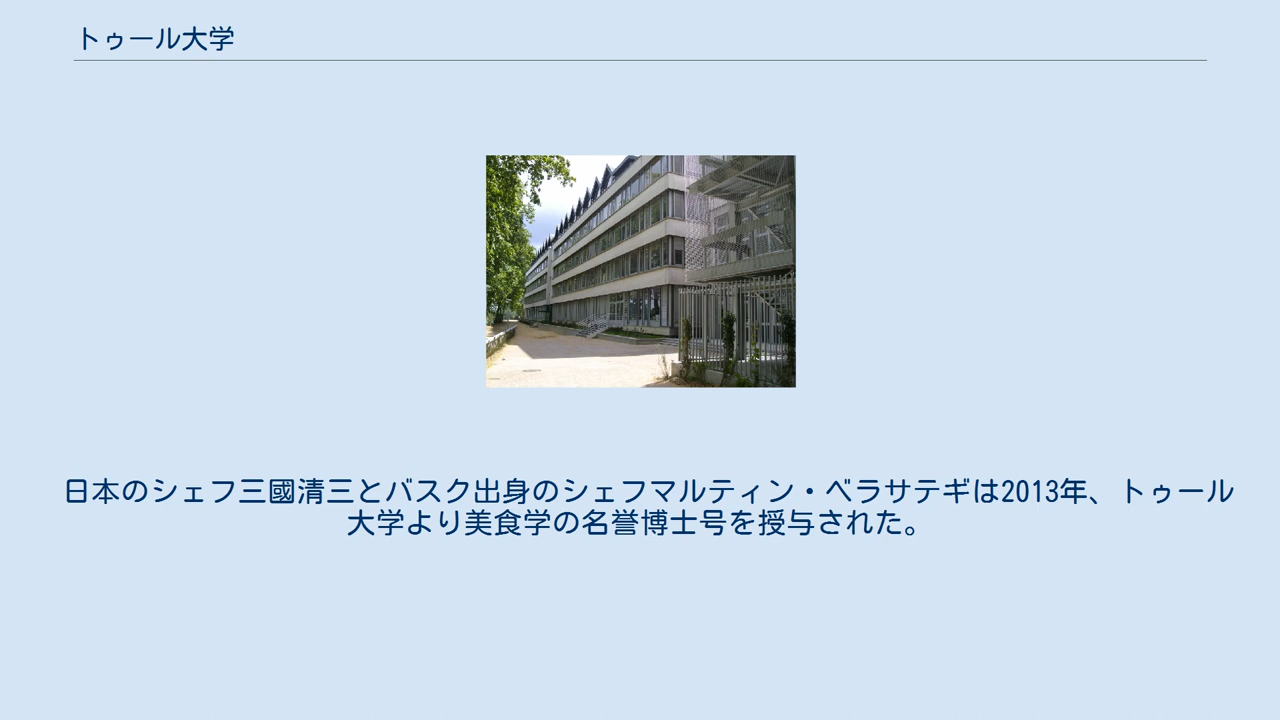 トゥール大学
日本のシェフ三國清三とバスク出身のシェフマルティン・ベラサテギは2013年、トゥール
大学より美食学の名誉博士号を授与された。